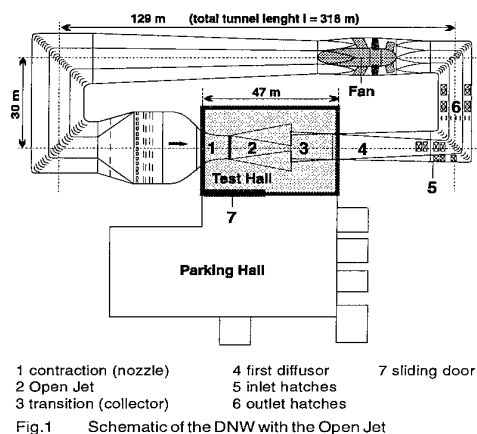 129 m (total tunnel lenght l = 318 m)
30 m
Fan
47 m
6
1 2 3 4
Test Hall
5
7
Parking Hall
1 contraction (nozzle) 4 first diffusor 7 sliding door
2 Open Jet 5 inlet hatches
3 transition (collector) 6 outlet hatches
Fig.1 Schematic of the DNW with the Open Jet